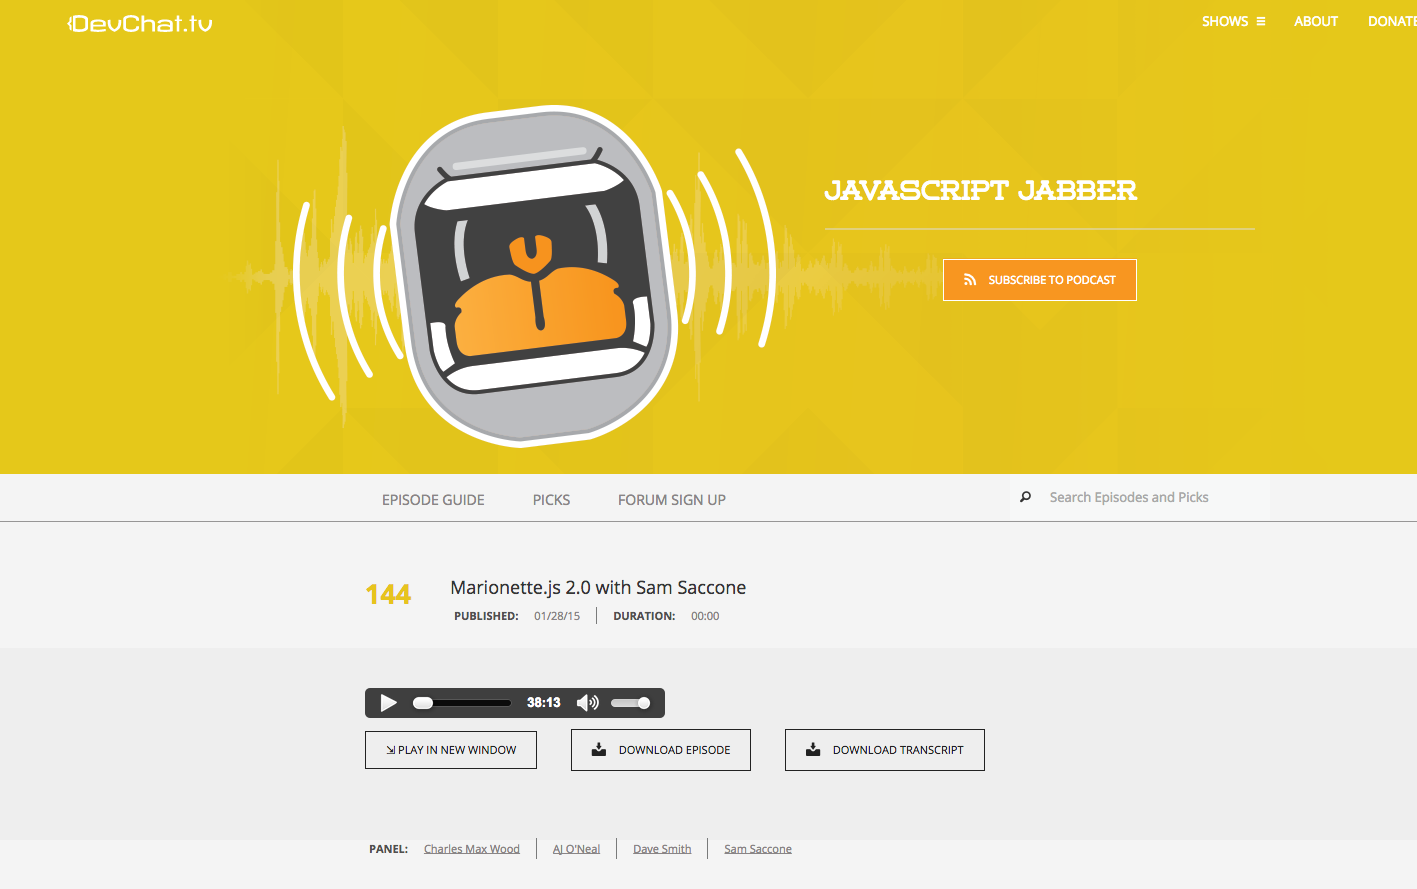 {DevChat.tv
SHOWS ABOUT DONATE
JAVASCRIPT JABBER
SUBSCRIBE TO PODCAST
EPISODE GUIDE PICKS FORUM SIGN UP Search Episodes and Picks
144 Marionette.js 2.0 with Sam Saccone
PUBLISHED: 01/28/15 DURATION: 00:00
38:13
PLAY IN NEW WINDOW DOWNLOAD EPISODE DOWNLOAD TRANSCRIPT
PANEL: Charles Max Wood AJ O'Neal Dave Smith Sam Saccone